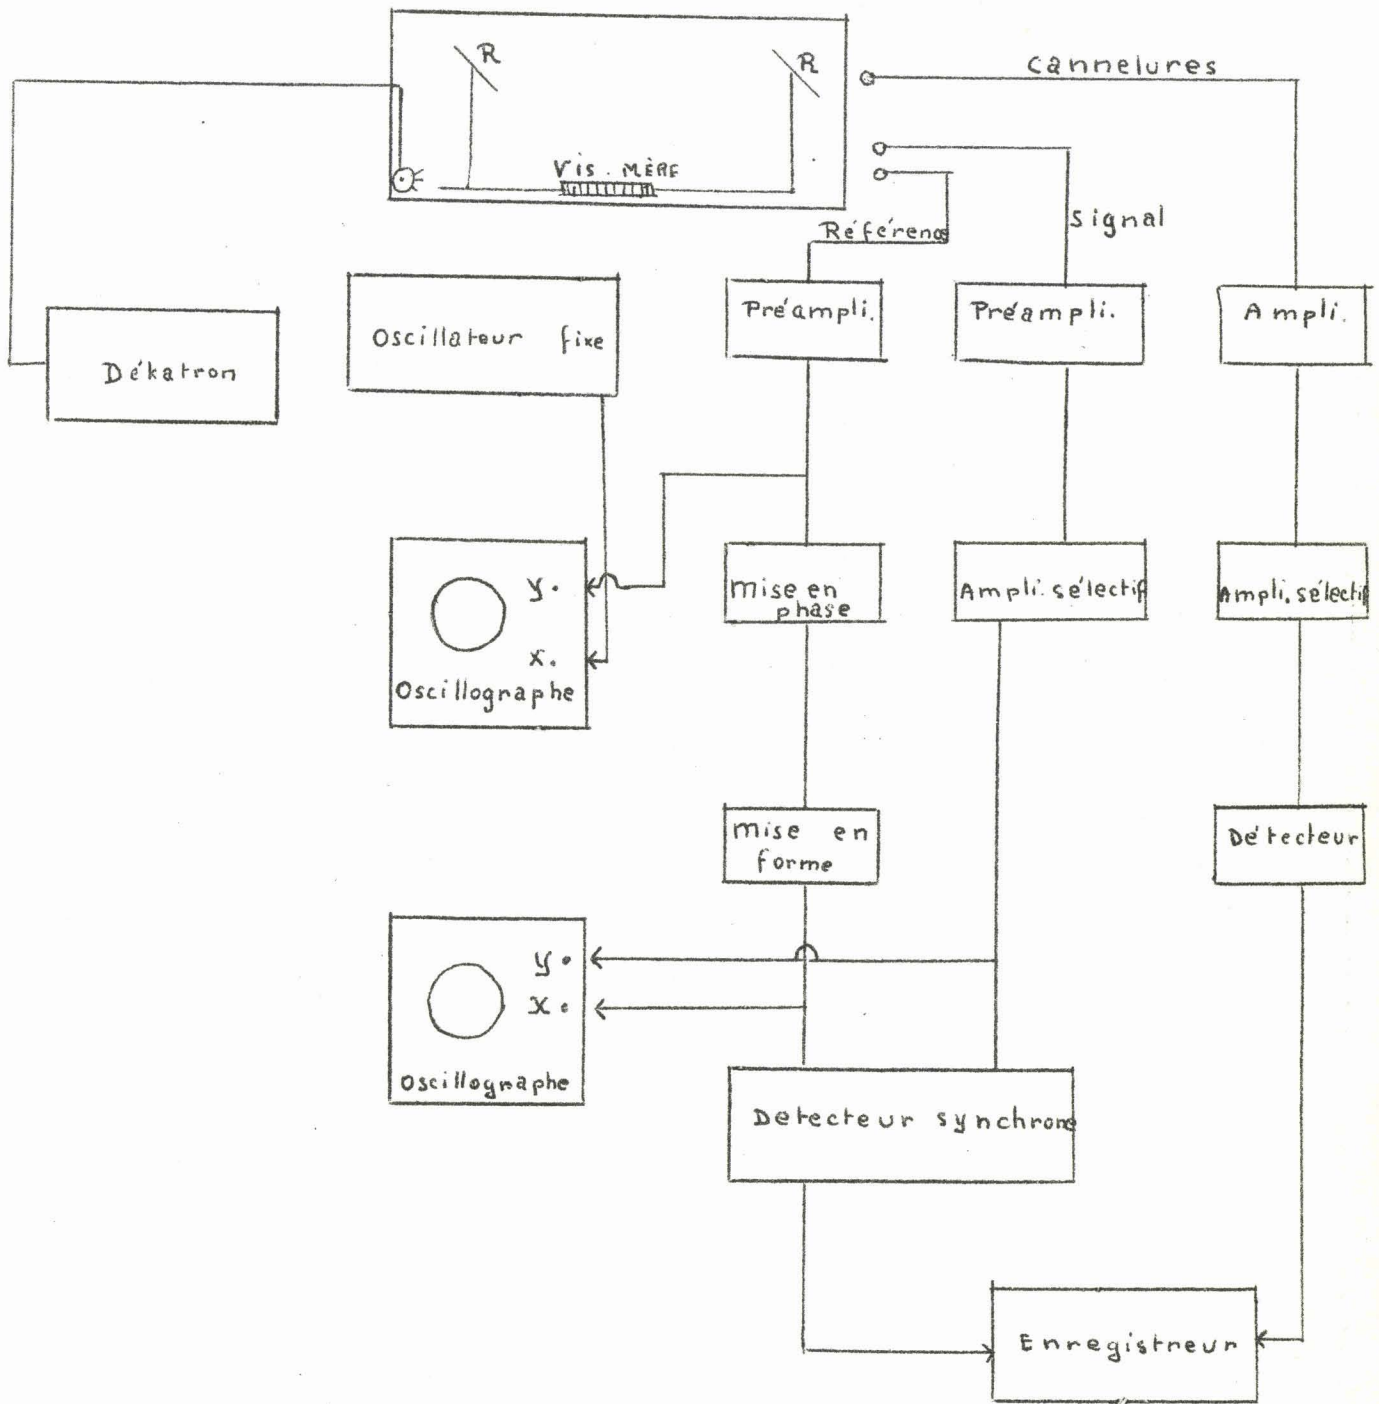 R
R
cannelures
Vis. MÈRE
Référence
Signal
Dékatron
Oscillateur fixe
Préampli.
Préampli.
Ampli.
y.
x.
Oscillographe
Mise en
phase
Ampli. sélectif
Ampli. sélectif
Mise en
forme
Détecteur
y.
x.
Oscillographe
Detecteur synchrone
Enregistreur